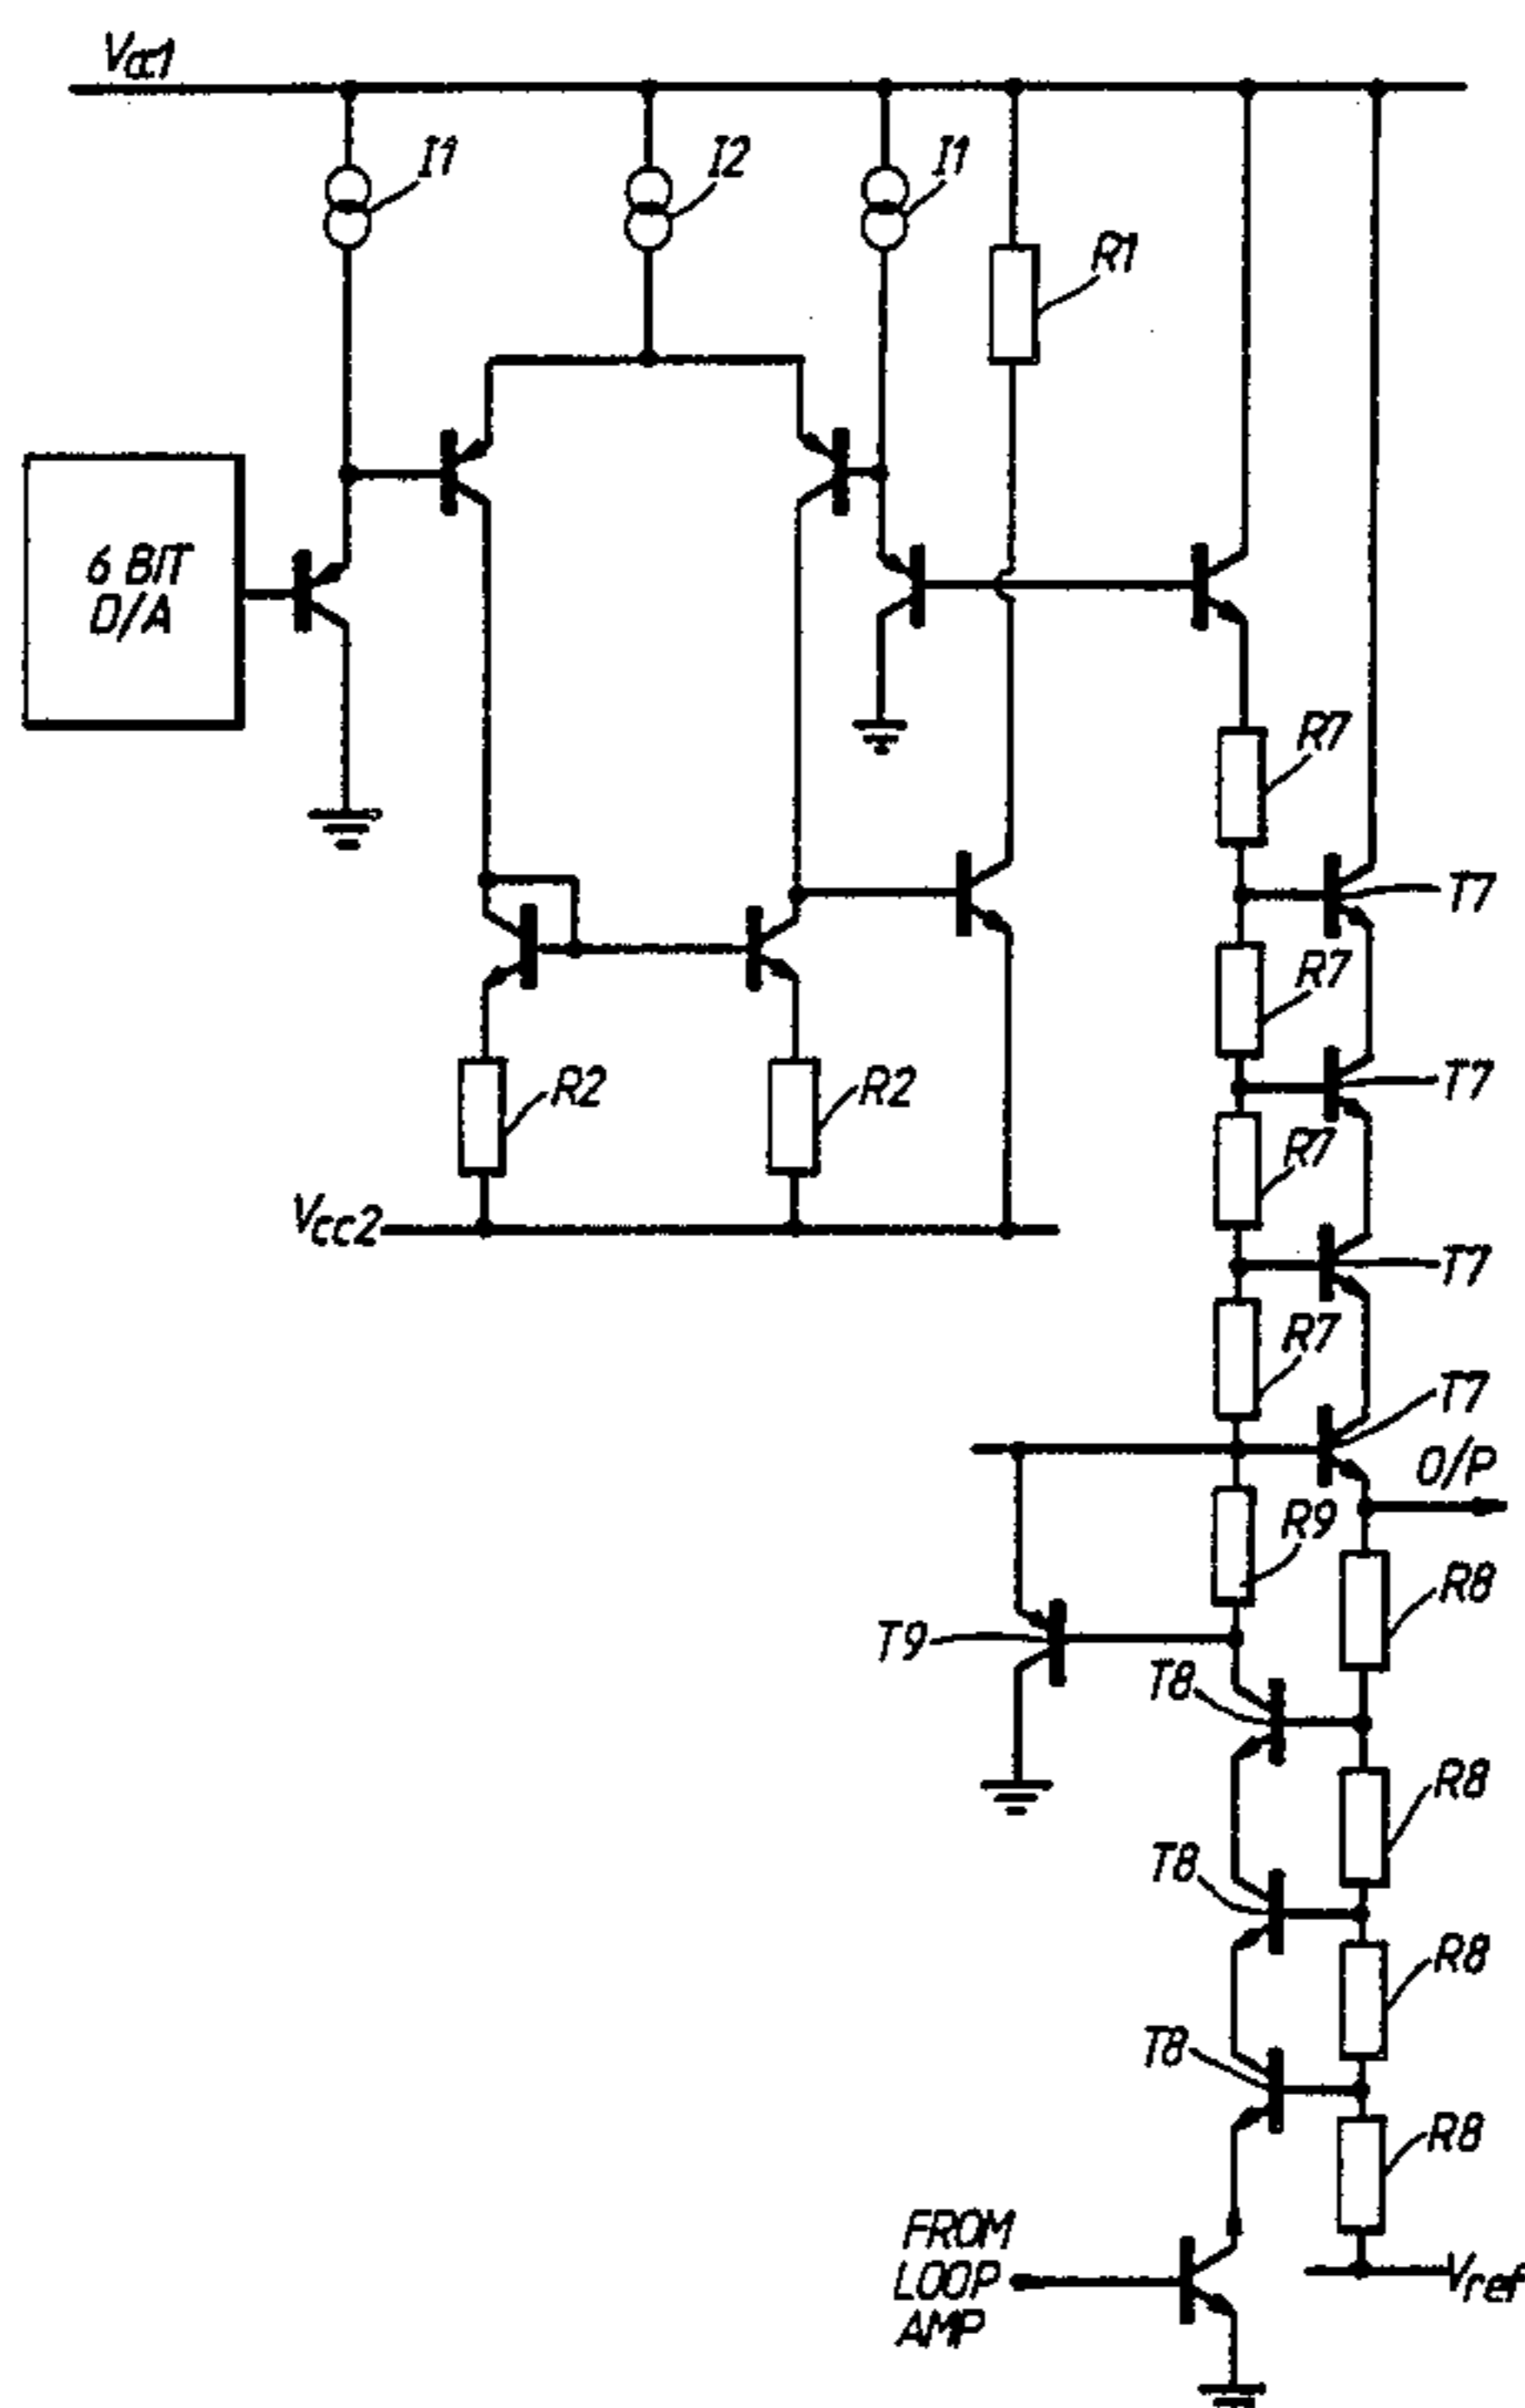 Vcc1
I1
I2
I1
R1
6 BIT
D/A
R7
T7
R7
R2
R2
T7
R7
Vcc2
T7
R7
T7
O/P
R9
R8
T9
T8
R8
T8
R8
T8
R8
FROM
LOOP
AMP
Vref